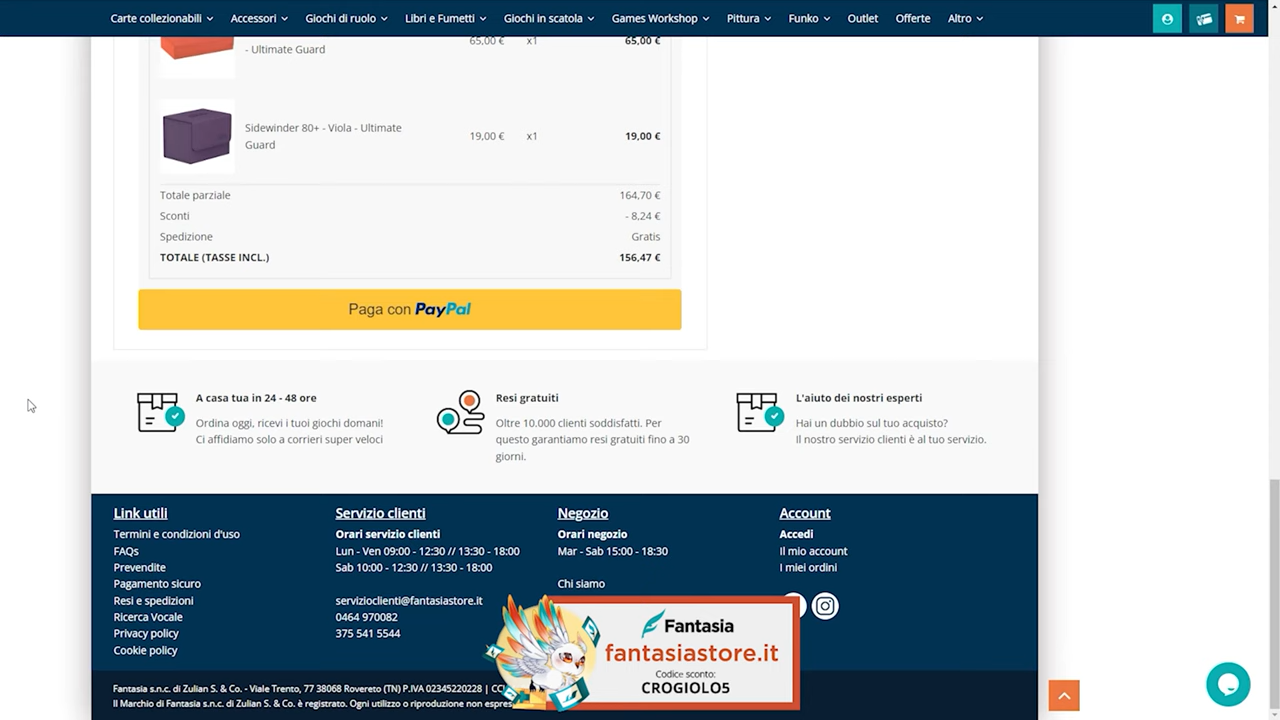 Carte collezionabili Accessori Giochi di ruolo Libri e Fumetti Giochi in scatola Games Workshop Pittura Funko Outlet Offerte Altro
- Ultimate Guard 65,00 € x1 65,00 €
Sidewinder 80+ - Viola - Ultimate
Guard
19,00 € x1 19,00 €
Totale parziale 164,70 €
Sconti - 8,24 €
Spedizione Gratis
TOTALE (TASSE INCL.) 156,47 €
Paga con PayPal
A casa tua in 24 - 48 ore
Ordina oggi, ricevi i tuoi giochi domani!
Ci affidiamo solo a corrieri super veloci
Resi gratuiti
Oltre 10.000 clienti soddisfatti. Per
questo garantiamo resi gratuiti fino a 30
giorni.
L'aiuto dei nostri esperti
Hai un dubbio sul tuo acquisto?
Il nostro servizio clienti è al tuo servizio.
Link utili
Termini e condizioni d'uso
FAQs
Prevendite
Pagamento sicuro
Resi e spedizioni
Ricerca Vocale
Privacy policy
Cookie policy
Servizio clienti
Orari servizio clienti
Lun - Ven 09:00 - 12:30 // 13:30 - 18:00
Sab 10:00 - 12:30 // 13:30 - 18:00
servizioclienti@fantasiastore.it
0464 970082
375 541 5544
Negozio
Orari negozio
Mar - Sab 15:00 - 18:30
Chi siamo
Account
Accedi
Il mio account
I miei ordini
Fantasia
fantasiastore.it
Codice sconto:
CROGIOLO5
Fantasia s.n.c. di Zulian S. & Co. - Viale Trento, 77 38068 Rovereto (TN) P.IVA 02345220228 |
Il Marchio di Fantasia s.n.c. di Zulian S. & Co. è registrato. Ogni utilizzo o riproduzione non